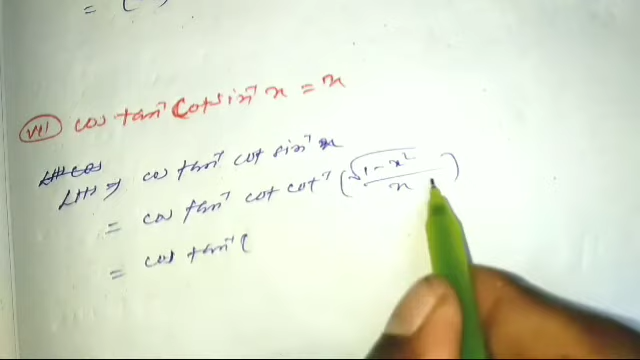 = (
(VII) cos tan⁻¹ cot sin⁻¹ x = x
LHS ⇒ cos tan⁻¹ cot sin⁻¹ x
= cos tan⁻¹ cot cot⁻¹ (√1-x² / x)
= cos tan⁻¹ (